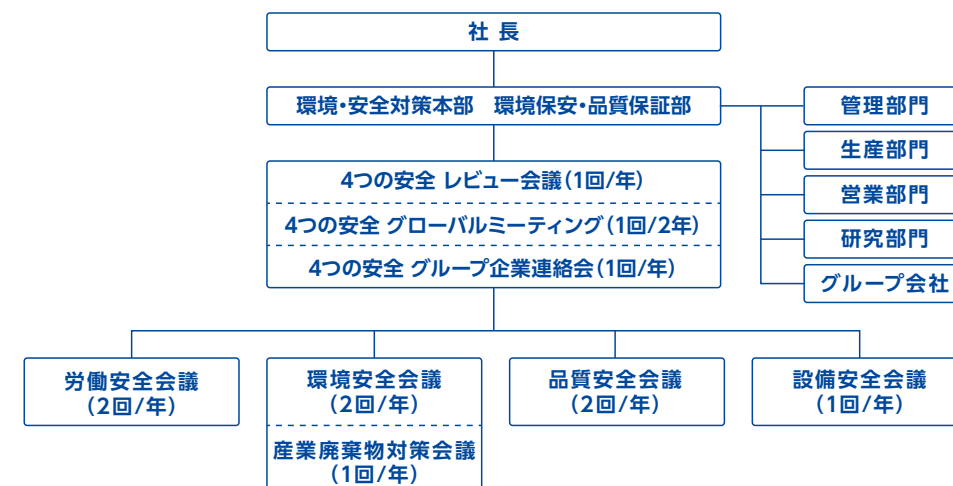 社 長
環境・安全対策本部　環境保安・品質保証部
管理部門
生産部門
営業部門
研究部門
グループ会社
4つの安全 レビュー会議(1回/年)
4つの安全 グローバルミーティング(1回/2年)
4つの安全 グループ企業連絡会(1回/年)
労働安全会議
(2回/年)
環境安全会議
(2回/年)
産業廃棄物対策会議
(1回/年)
品質安全会議
(2回/年)
設備安全会議
(1回/年)